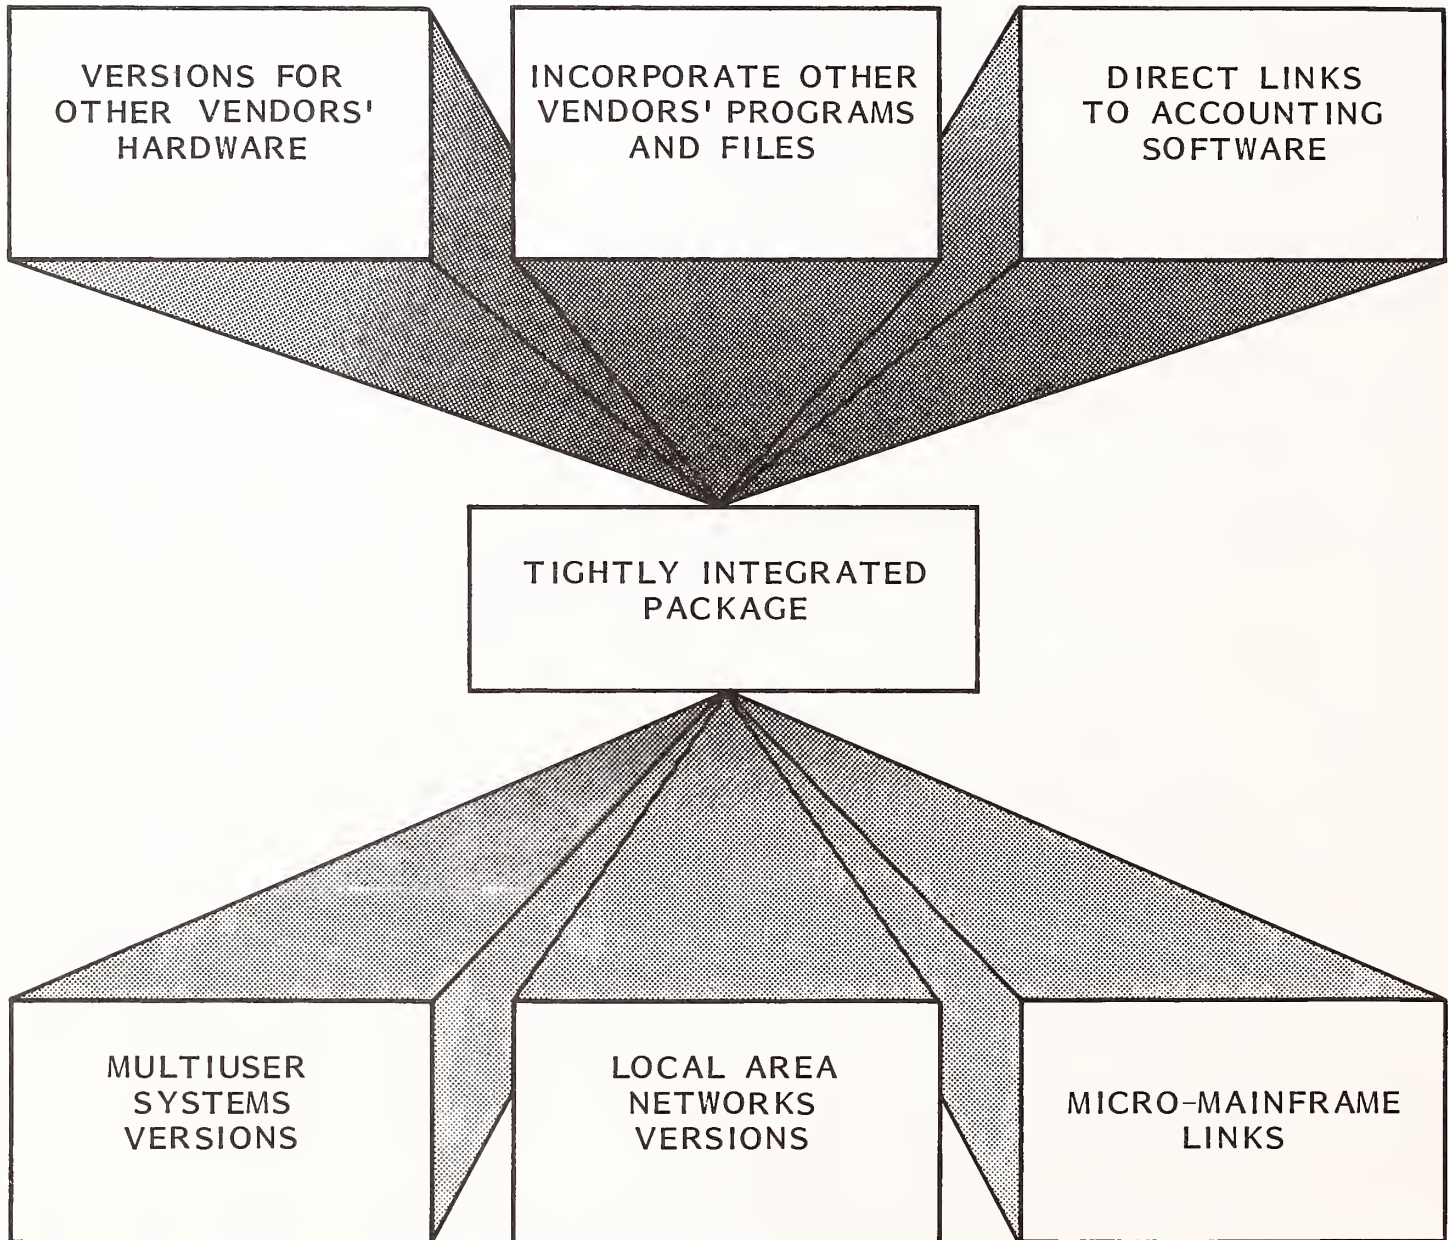 VERSIONS FOR
OTHER VENDORS'
HARDWARE
INCORPORATE OTHER
VENDORS' PROGRAMS
AND FILES
DIRECT LINKS
TO ACCOUNTING
SOFTWARE
TIGHTLY INTEGRATED
PACKAGE
MULTIUSER
SYSTEMS
VERSIONS
LOCAL AREA
NETWORKS
VERSIONS
MICRO-MAINFRAME
LINKS